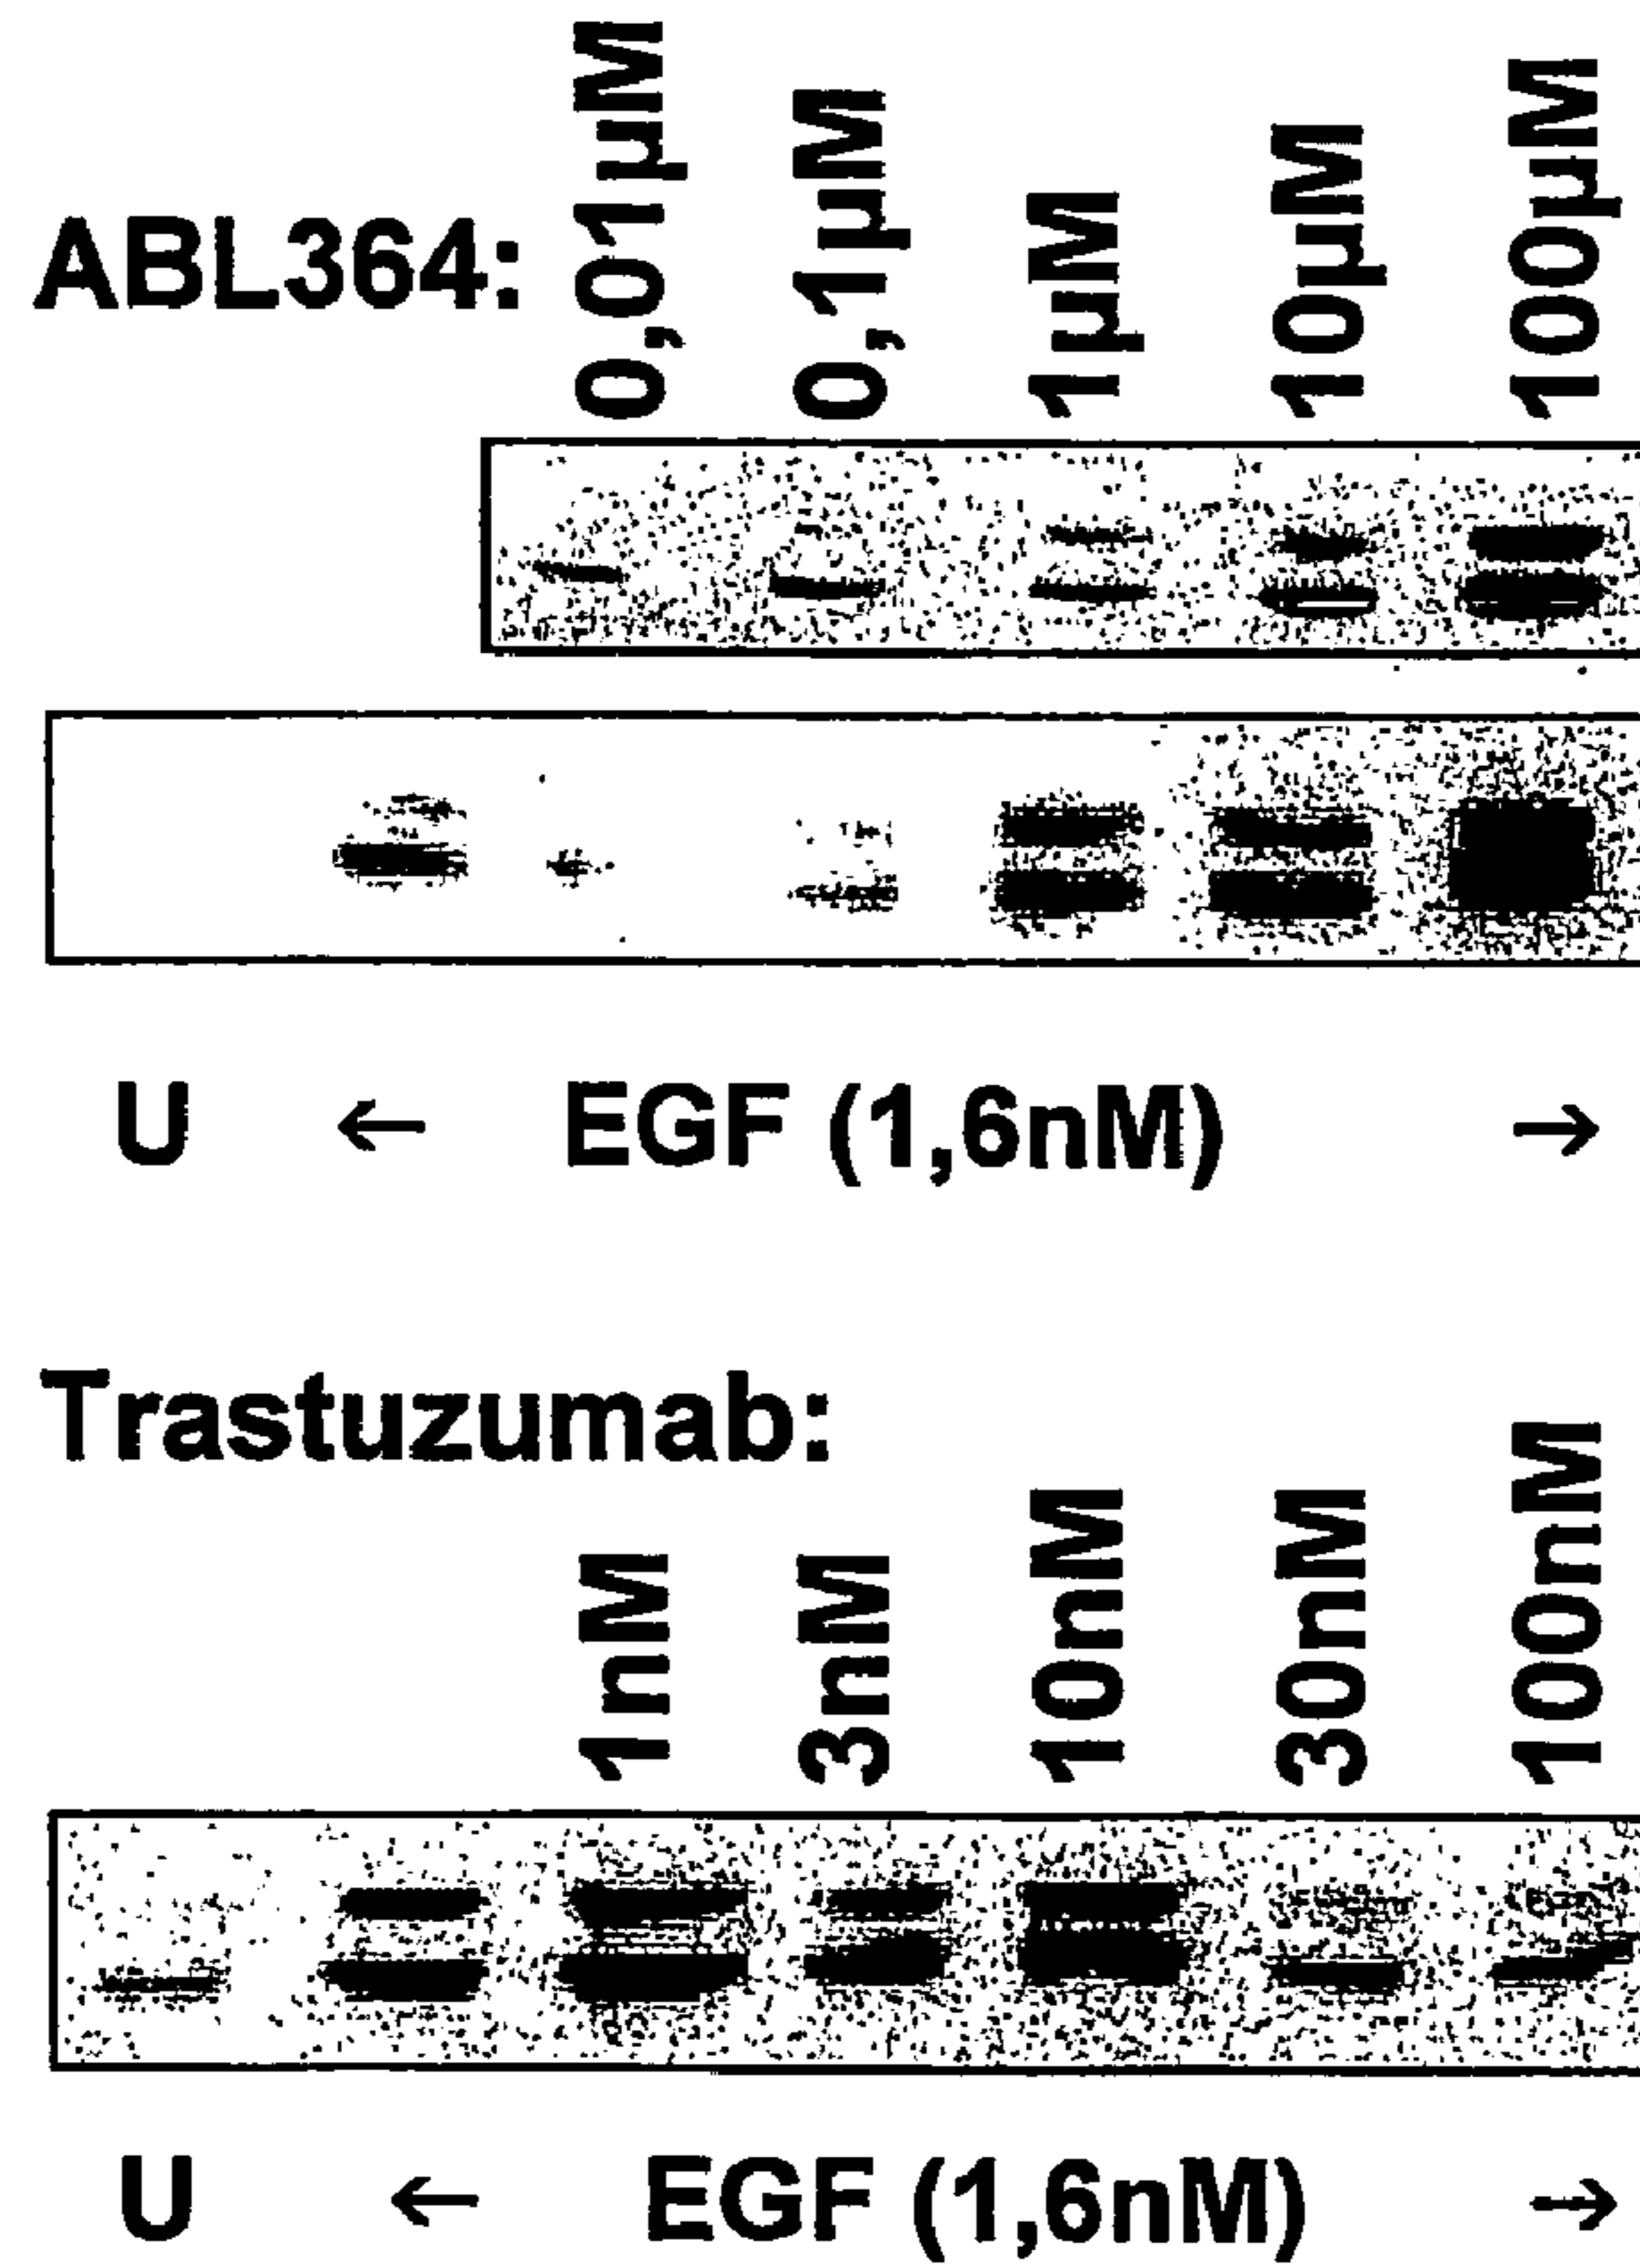 ABL364: 0,01µM 0,1µM 1µM 10µM 100µM
U ← EGF (1,6nM) →
Trastuzumab:
1nM 3nM 10nM 30nM 100nM
U ← EGF (1,6nM) →